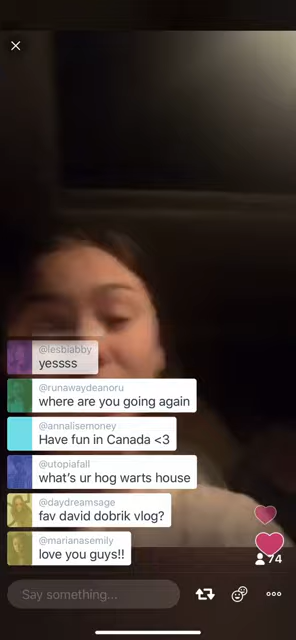 @lesbiabby
yessss
@runawaydeanoru
where are you going again
@annalisemoney
Have fun in Canada <3
@utopiafall
what's ur hog warts house
@daydreamsage
fav david dobrik vlog?
@marianasemily
love you guys!!
74
Say something...